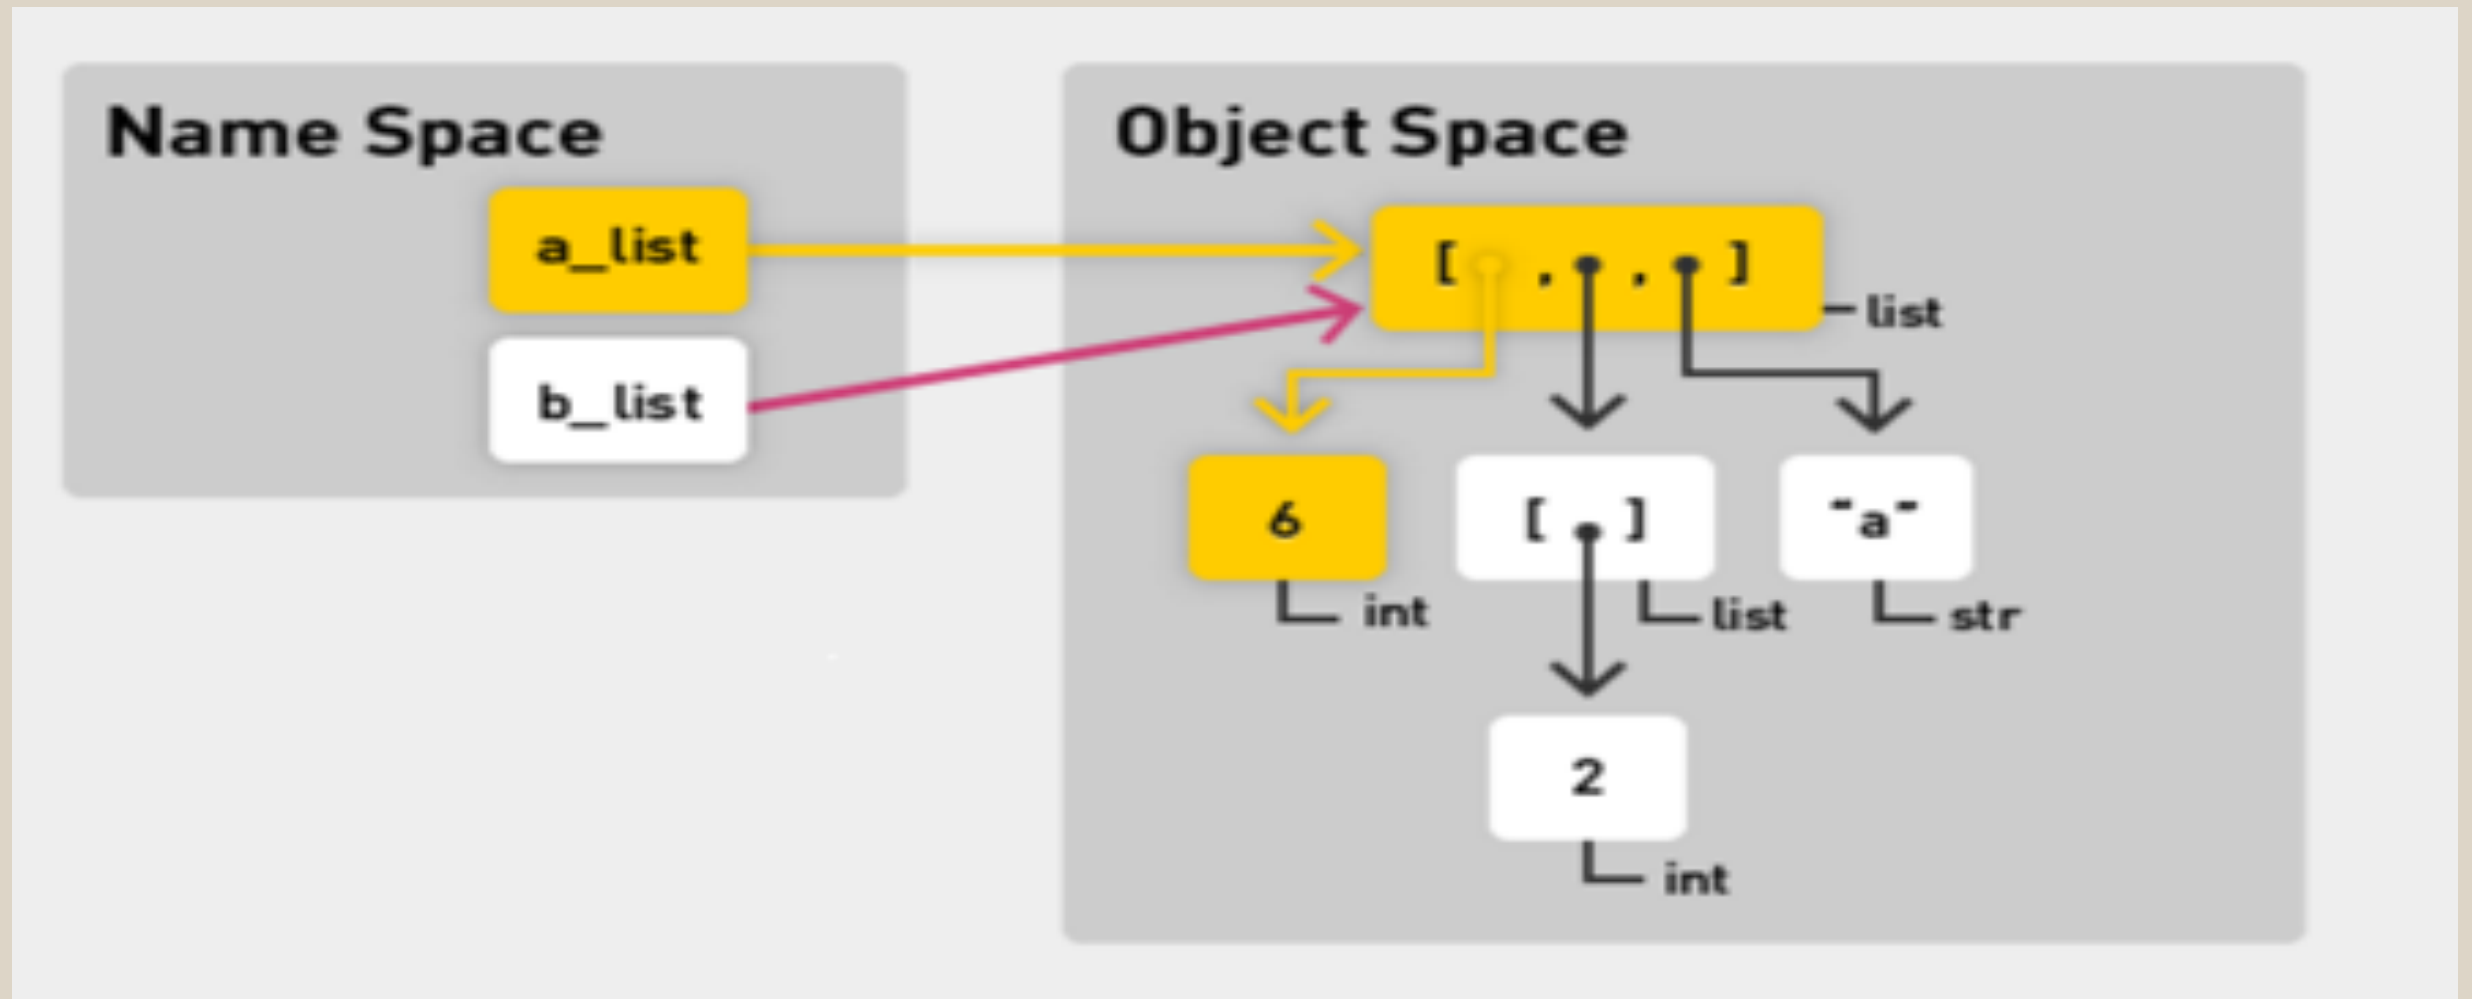 Name Space
a_list
b_list
Object Space
[ , , ]
list
6
[ ]
"a"
int
list
str
2
int